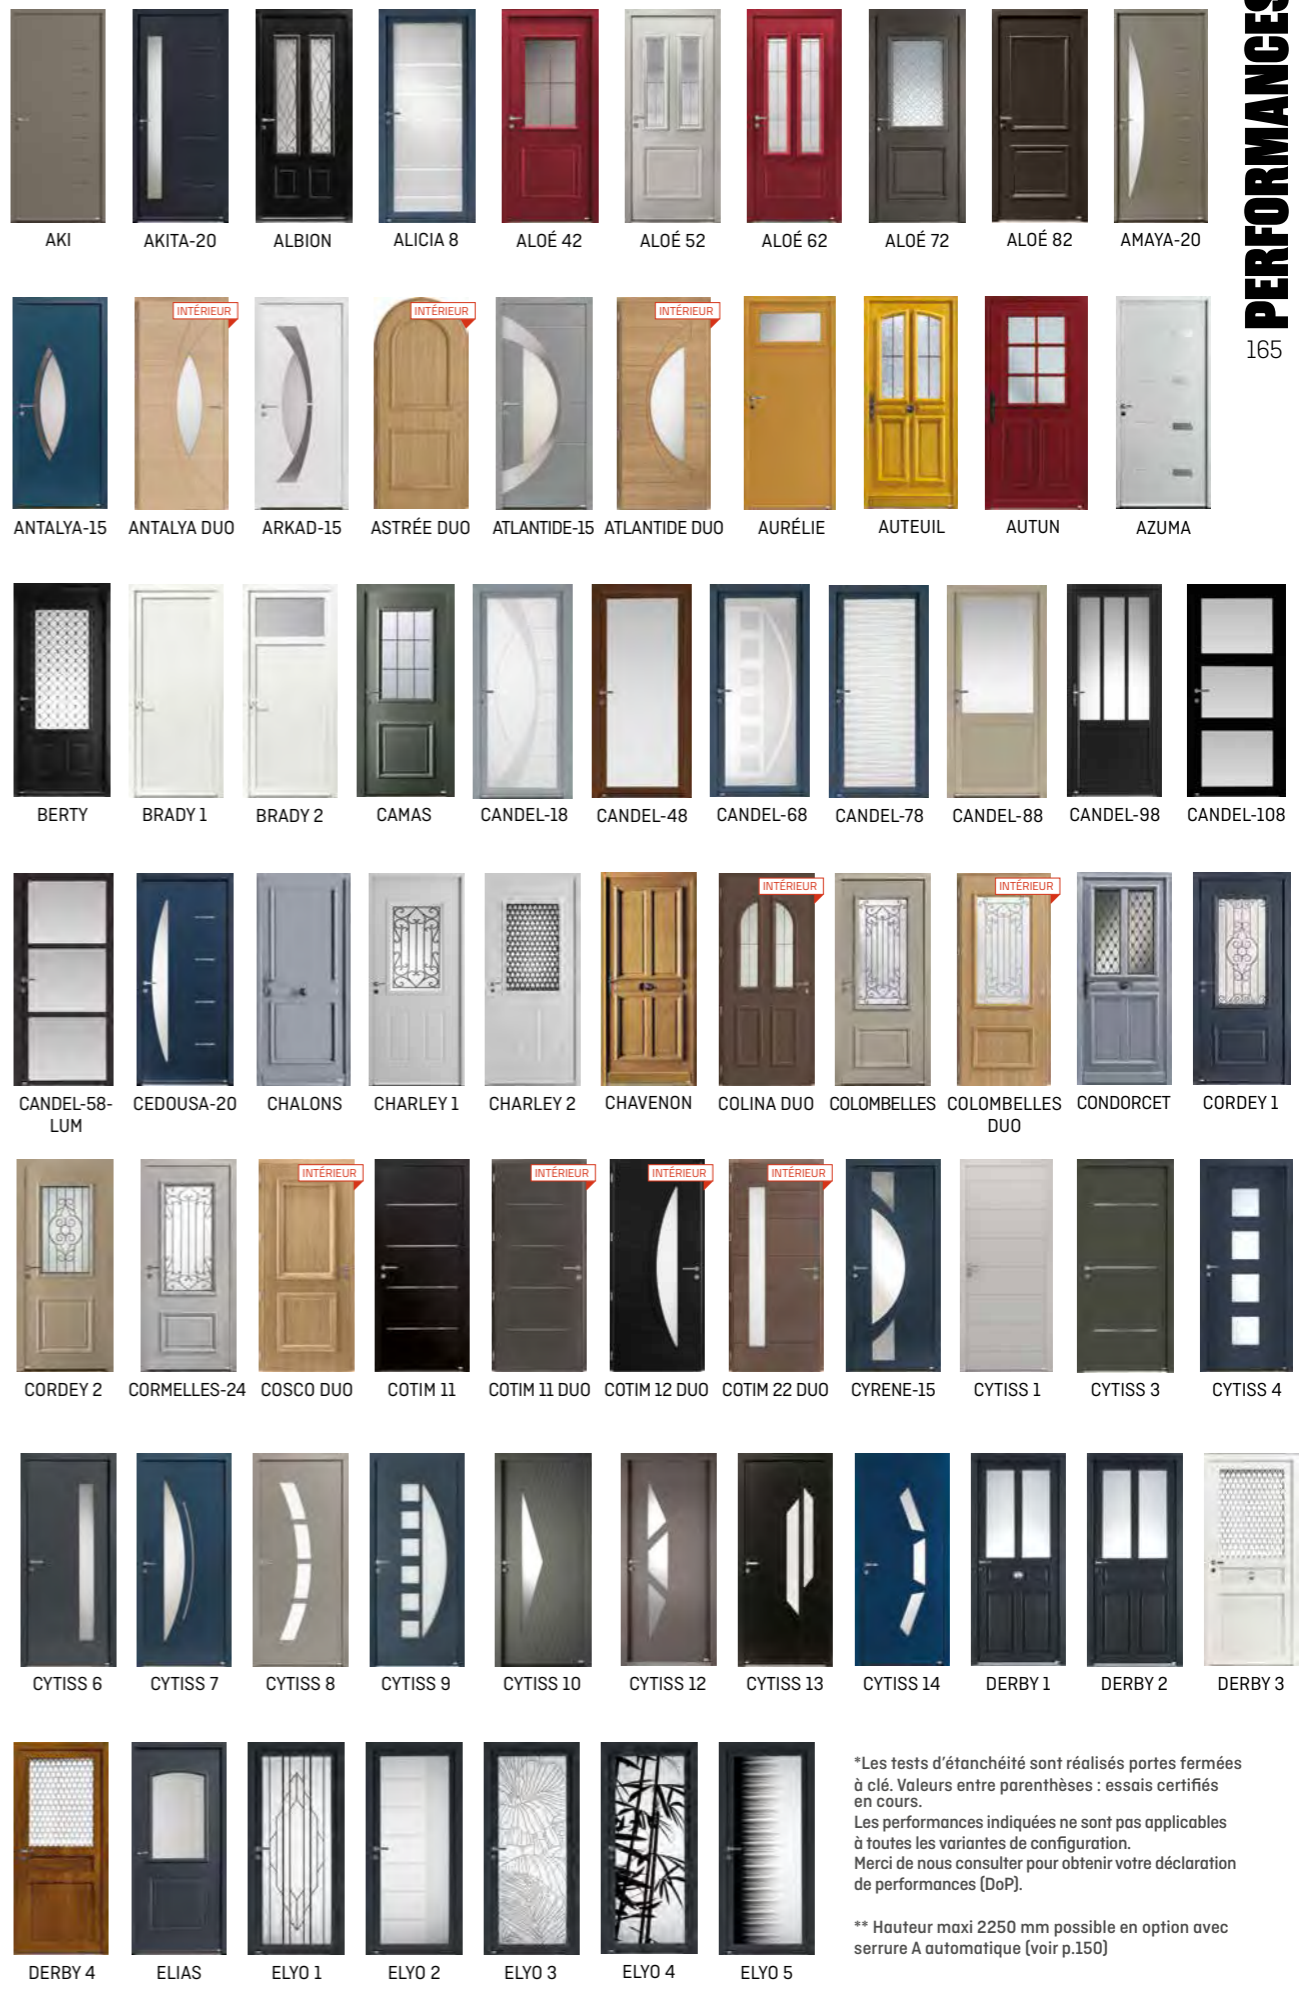 PERFORMANCES
165
AKI
AKITA-20
ALBION
ALICIA 8
ALOÉ 42
ALOÉ 52
ALOÉ 62
ALOÉ 72
ALOÉ 82
AMAYA-20
INTÉRIEUR
INTÉRIEUR
INTÉRIEUR
ANTALYA-15
ANTALYA DUO
ARKAD-15
ASTRÉE DUO
ATLANTIDE-15
ATLANTIDE DUO
AURÉLIE
AUTEUIL
AUTUN
AZUMA
BERTY
BRADY 1
BRADY 2
CAMAS
CANDEL-18
CANDEL-48
CANDEL-68
CANDEL-78
CANDEL-88
CANDEL-98
CANDEL-108
INTÉRIEUR
INTÉRIEUR
CANDEL-58-
LUM
CEDOUSA-20
CHALONS
CHARLEY 1
CHARLEY 2
CHAVENON
COLINA DUO
COLOMBELLES
COLOMBELLES
DUO
CONDORCET
CORDEY 1
INTÉRIEUR
INTÉRIEUR
INTÉRIEUR
INTÉRIEUR
CORDEY 2
CORMELLES-24
COSCO DUO
COTIM 11
COTIM 11 DUO
COTIM 12 DUO
COTIM 22 DUO
CYRENE-15
CYTISS 1
CYTISS 3
CYTISS 4
CYTISS 6
CYTISS 7
CYTISS 8
CYTISS 9
CYTISS 10
CYTISS 12
CYTISS 13
CYTISS 14
DERBY 1
DERBY 2
DERBY 3
DERBY 4
ELIAS
ELYO 1
ELYO 2
ELYO 3
ELYO 4
ELYO 5
*Les tests d'étanchéité sont réalisés portes fermées
à clé. Valeurs entre parenthèses : essais certifiés
en cours.
Les performances indiquées ne sont pas applicables
à toutes les variantes de configuration.
Merci de nous consulter pour obtenir votre déclaration
de performances (DoP).
** Hauteur maxi 2250 mm possible en option avec
serrure A automatique (voir p.150)